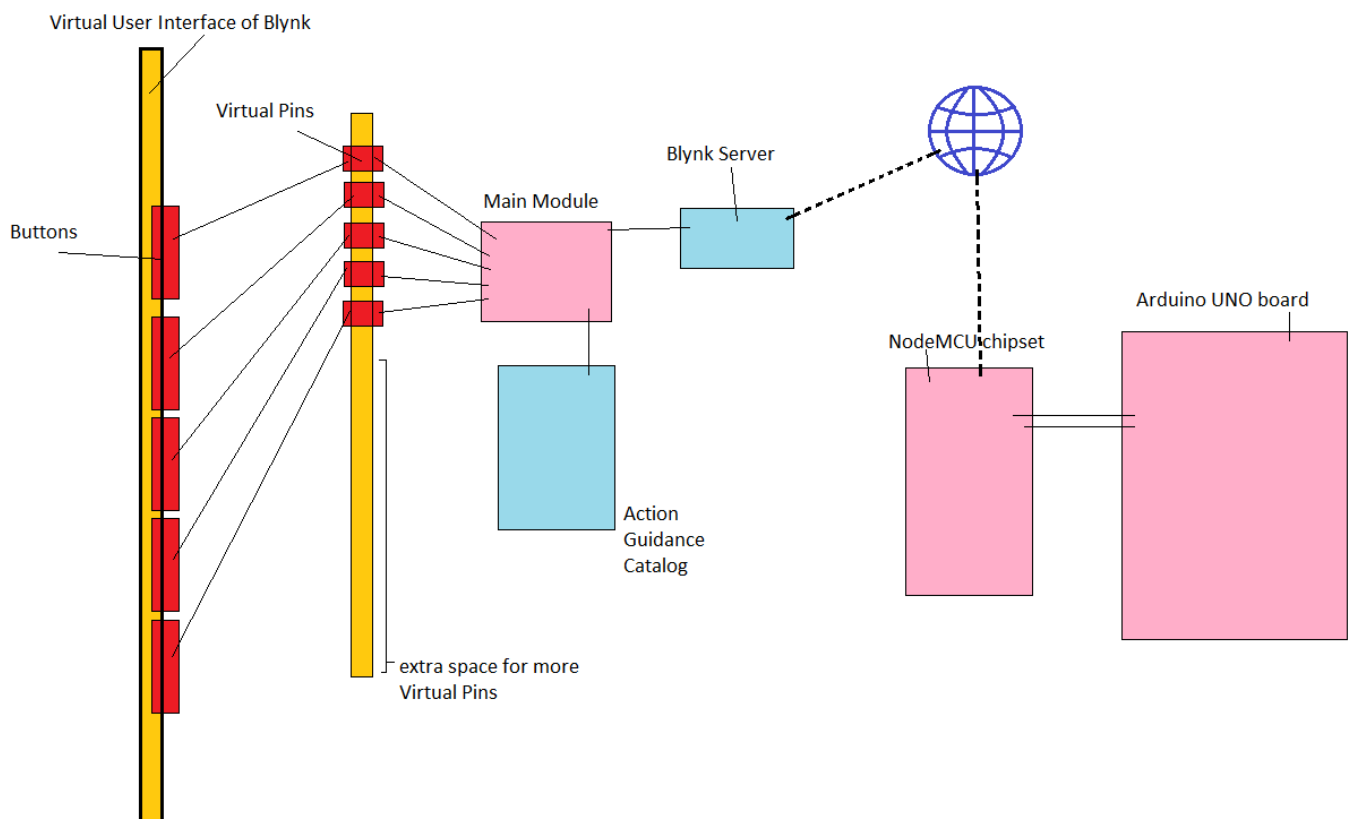 Virtual User Interface of Blynk
Virtual Pins
Blynk Server
Main Module
Buttons
Arduino UNO board
NodeMCU chipset
Action
Guidance
Catalog
extra space for more
Virtual Pins